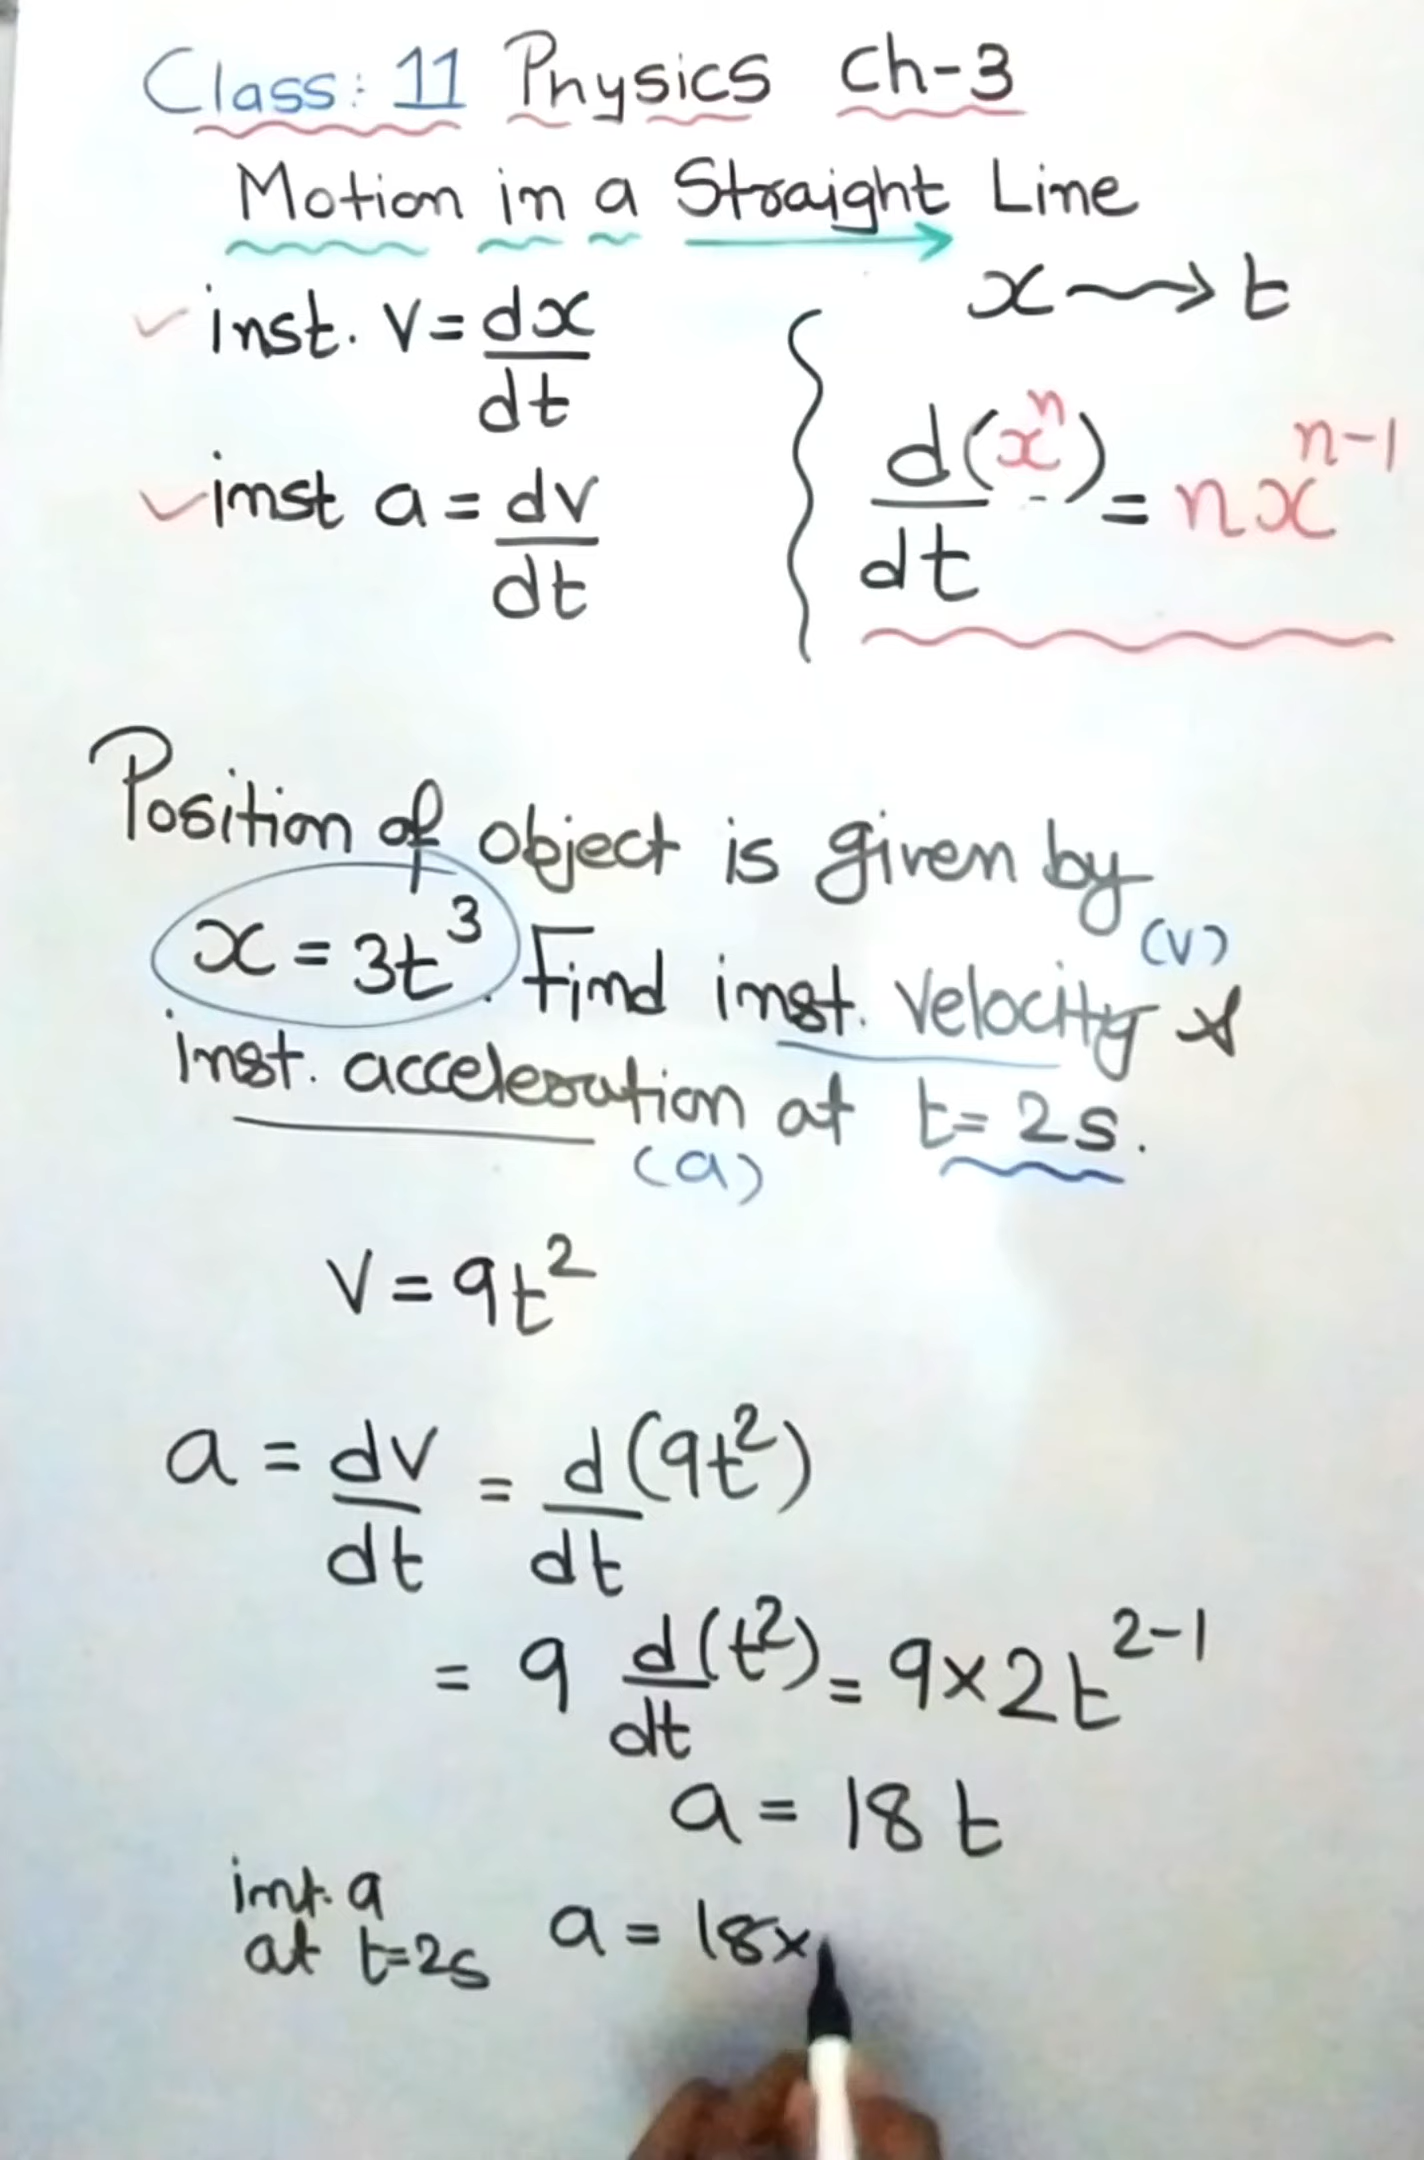 Class: 11 Physics Ch-3
Motion in a Straight Line
inst. v = dx/dt
inst a = dv/dt
x → t
d(xⁿ)/dt = nxⁿ⁻¹
Position of object is given by
x = 3t³. Find inst. velocity (v) &
inst. acceleration (a) at t = 2s.
v = 9t²
a = dv/dt = d(9t²)/dt
= 9 d(t²)/dt = 9×2t²⁻¹
a = 18t
int. a
at t=2s a = 18×